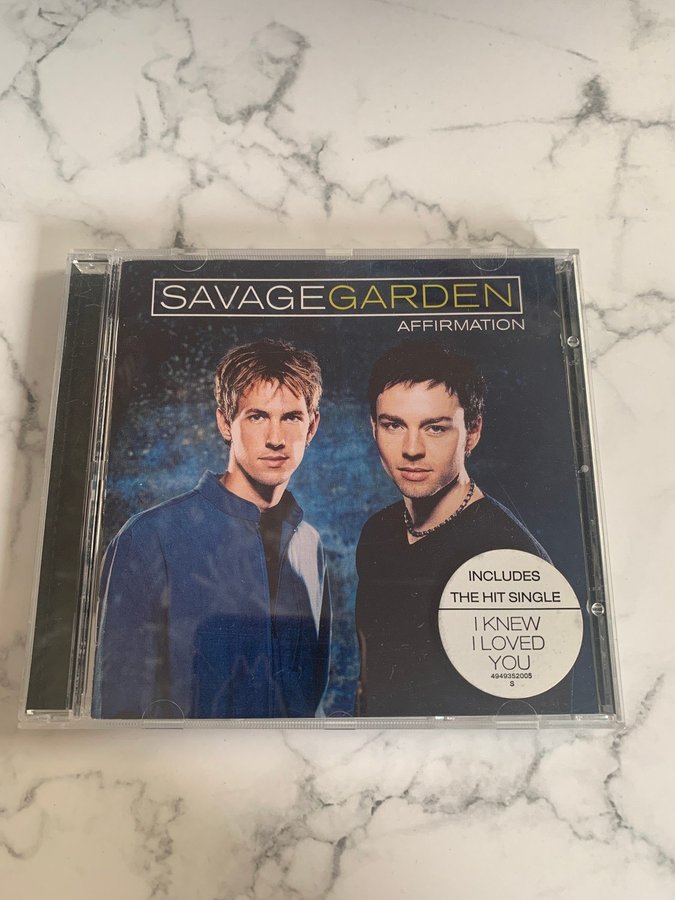 SAVAGEGARDEN
AFFIRMATION
INCLUDES
THE HIT SINGLE
I KNEW
I LOVED
YOU
4949352005
S